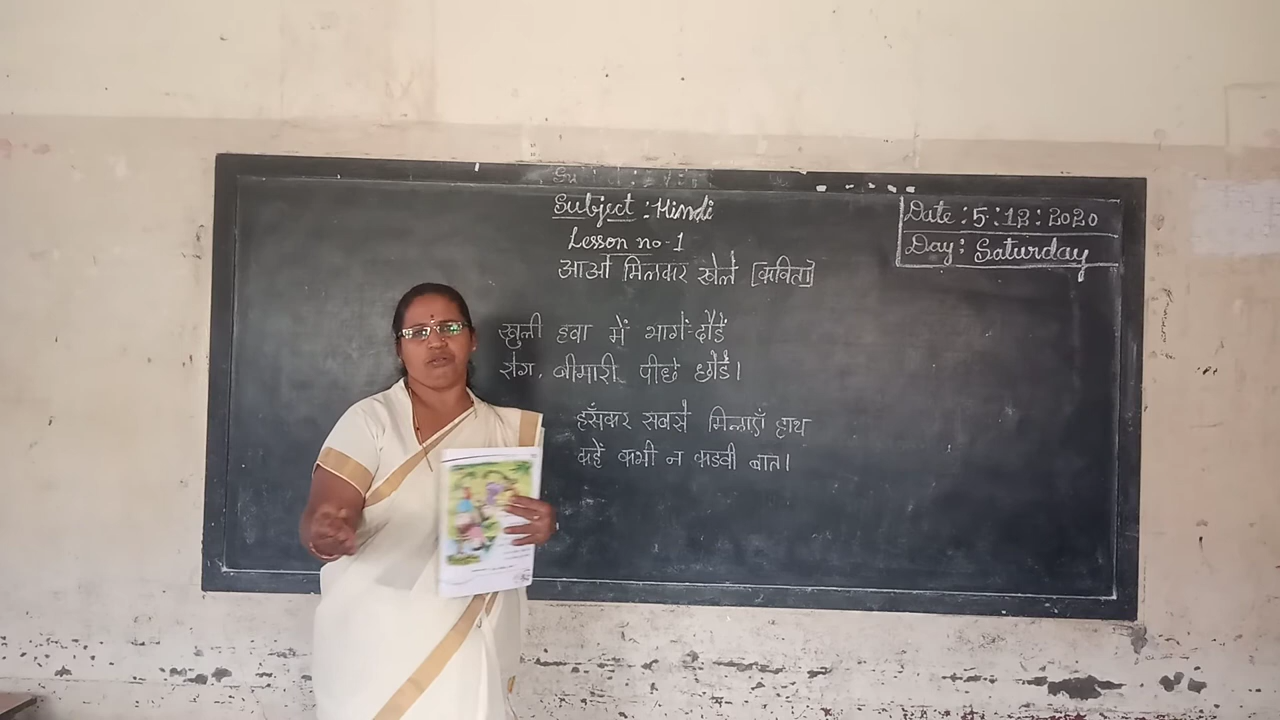 Subject : Hindi
Lesson no-1
आओ मिलकर खेलें [कविता]
Date : 5 : 12 : 2020
Day : Saturday
खुली हवा में भागें-दौडें
रोग, बीमारी पीछे छोडें।
हँसकर सबसे मिलाएँ हाथ
कहें कभी न कडवी बात।